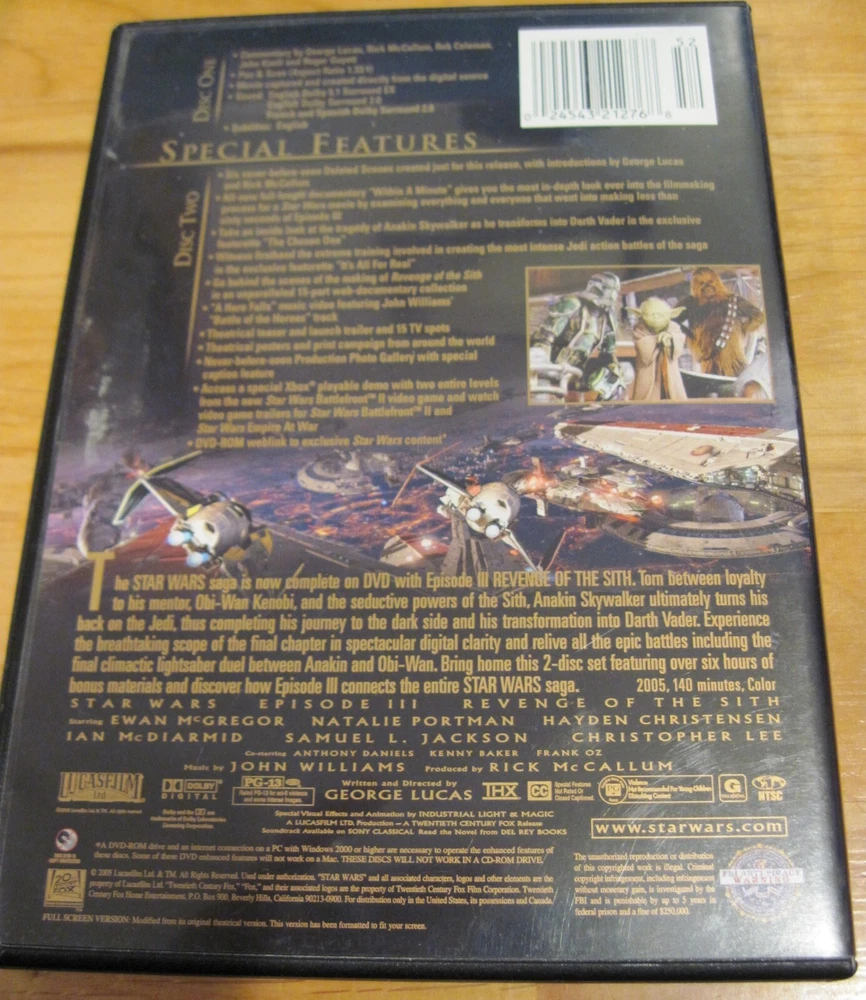 DISC ONE
• Commentary by George Lucas, Rick McCallum, Rob Coleman,
John Knoll and Roger Guyett
• Pan & Scan (Aspect Ratio 1.33:1)
directly from the digital source
English Dolby 5.1 Surround EX
English Dolby Surround 2.0
French and Spanish Dolby Surround 2.0
• Subtitles: English
52
0 24543 21276 8
SPECIAL FEATURES
DISC TWO
• Six never-before-seen Deleted Scenes created just for this release, with introductions by George Lucas
and Rick McCallum
• All-new full-length documentary "Within A Minute" gives you the most in-depth look ever into the filmmaking
process for a Star Wars movie by examining everything and everyone that went into making less than
seconds of Episode III
• Take an inside look at the tragedy of Anakin Skywalker as he transforms into Darth Vader in the exclusive
featurette "The Chosen One"
• Witness firsthand the extreme training involved in creating the most intense Jedi action battles of the saga
in the exclusive featurette "It's All For Real"
• Go behind the scenes of the making of Revenge of the Sith
in an unprecedented 15-part web-documentary collection
• "A Hero Falls" music video featuring John Williams'
"Battle of the Heroes" track
• Theatrical teaser and launch trailer and 15 TV spots
• Theatrical posters and print campaign from around the world
• Never-before-seen Production Photo Gallery with special
caption feature
• Access a special Xbox® playable demo with two entire levels
from the new Star Wars Battlefront™ II video game and watch
video game trailers for Star Wars Battlefront™ II and
Star Wars Empire At War
• DVD-ROM weblink to exclusive Star Wars content*
The STAR WARS saga is now complete on DVD with Episode III REVENGE OF THE SITH. Torn between loyalty
to his mentor, Obi-Wan Kenobi, and the seductive powers of the Sith, Anakin Skywalker ultimately turns his
back on the Jedi, thus completing his journey to the dark side and his transformation into Darth Vader. Experience
the breathtaking scope of the final chapter in spectacular digital clarity and relive all the epic battles including the
final climactic lightsaber duel between Anakin and Obi-Wan. Bring home this 2-disc set featuring over six hours of
bonus materials and discover how Episode III connects the entire STAR WARS saga. 2005, 140 minutes, Color
STAR WARS EPISODE III REVENGE OF THE SITH
Starring EWAN McGREGOR NATALIE PORTMAN HAYDEN CHRISTENSEN
IAN McDIARMID SAMUEL L. JACKSON CHRISTOPHER LEE
Co-starring ANTHONY DANIELS KENNY BAKER FRANK OZ
Music by JOHN WILLIAMS Produced by RICK McCALLUM
LUCASFILM Ltd
DOLBY DIGITAL
PG-13
Written and Directed by
GEORGE LUCAS
THX
CC
Special Features
Not Rated Or
Closed Captioned
Violence
Not Recommended For Young Children
G
NTSC
Special Visual Effects and Animation by INDUSTRIAL LIGHT & MAGIC
A LUCASFILM LTD. Production — A TWENTIETH CENTURY FOX Release
Soundtrack Available on SONY CLASSICAL Read the Novel from DEL REY BOOKS
www.starwars.com
*A DVD-ROM drive and an internet connection on a PC with Windows 2000 or higher are necessary to operate the enhanced features of
these discs. Some of these DVD enhanced features will not work on a Mac. THESE DISCS WILL NOT WORK IN A CD-ROM DRIVE.
© 2005 Lucasfilm Ltd. & TM. All Rights Reserved. Used under authorization. "STAR WARS" and all associated characters, logos and other elements are the
property of Lucasfilm Ltd. "Twentieth Century Fox," "Fox," and their associated logos are the property of Twentieth Century Fox Film Corporation. Twentieth
Century Fox Home Entertainment, P.O. Box 900, Beverly Hills, California 90213-0900. For distribution only in the United States, its possessions and Canada.
The unauthorized reproduction or distribution
of this copyrighted work is illegal. Criminal
copyright infringement, including infringement
without monetary gain, is investigated by the
FBI and is punishable by up to 5 years in
federal prison and a fine of $250,000.
FULL SCREEN VERSION: Modified from its original theatrical version. This version has been formatted to fit your screen.